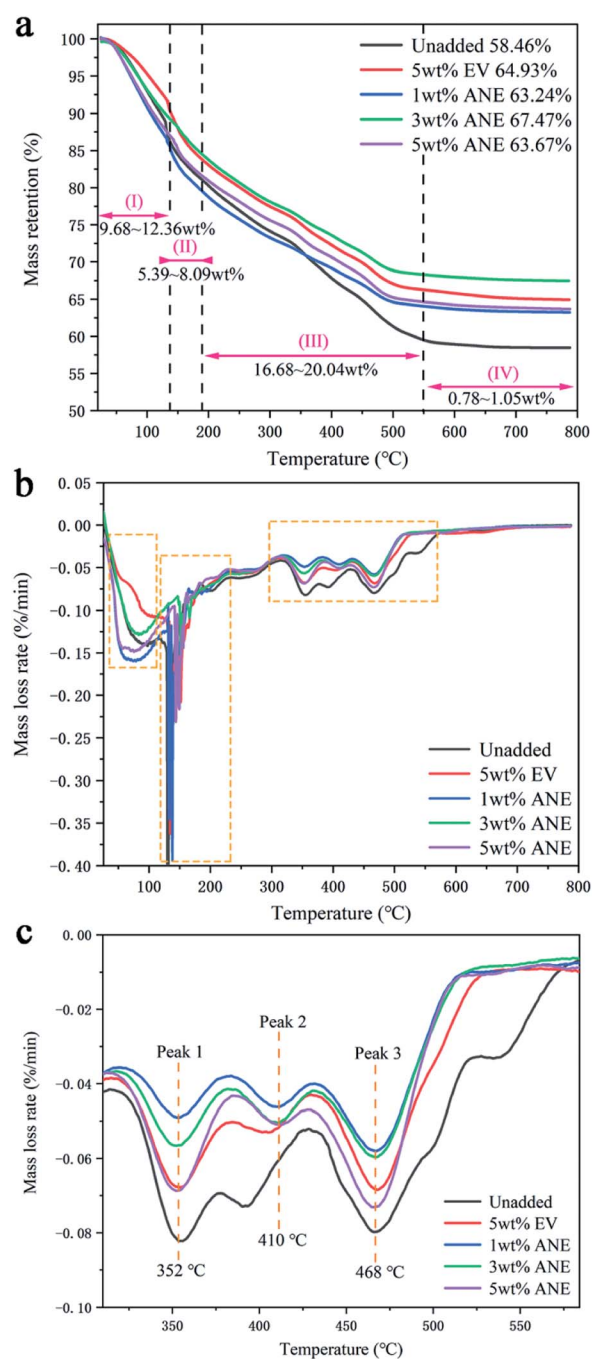 a
100
95
90
85
80
75
70
65
60
55
50
Mass retention (%)
Unadded 58.46%
5wt% EV 64.93%
1wt% ANE 63.24%
3wt% ANE 67.47%
5wt% ANE 63.67%
(I)
9.68~12.36wt%
(II)
5.39~8.09wt%
(III)
16.68~20.04wt%
(IV)
0.78~1.05wt%
100 200 300 400 500 600 700 800
Temperature (℃)
b
0.05
0.00
−0.05
−0.10
−0.15
−0.20
−0.25
−0.30
−0.35
−0.40
Mass loss rate (%/min)
Unadded
5wt% EV
1wt% ANE
3wt% ANE
5wt% ANE
100 200 300 400 500 600 700 800
Temperature (℃)
c
0.00
−0.02
−0.04
−0.06
−0.08
−0.10
Mass loss rate (%/min)
Peak 1
Peak 2
Peak 3
352 ℃
410 ℃
468 ℃
Unadded
5wt% EV
1wt% ANE
3wt% ANE
5wt% ANE
350 400 450 500 550
Temperature (℃)